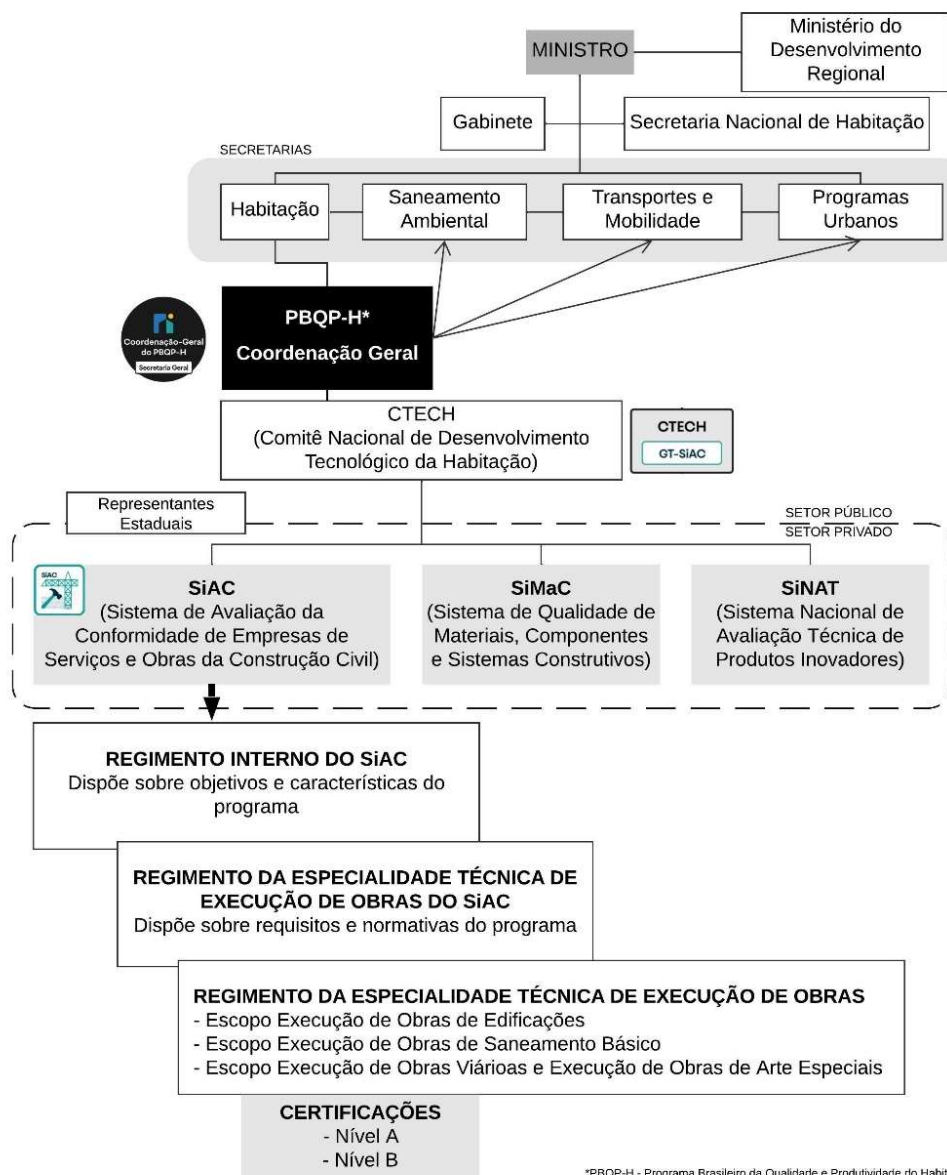 MINISTRO
Ministério do
Desenvolvimento
Regional
Gabinete
Secretaria Nacional de Habitação
SECRETARIAS
Habitação
Saneamento
Ambiental
Transportes e
Mobilidade
Programas
Urbanos
Coordenação-Geral
do PBQP-H
Secretaria Geral
PBQP-H*
Coordenação Geral
CTECH
(Comitê Nacional de Desenvolvimento
Tecnológico da Habitação)
CTECH
GT-SiAC
Representantes
Estaduais
SETOR PÚBLICO
SETOR PRIVADO
SiAC
SiAC
(Sistema de Avaliação da
Conformidade de Empresas de
Serviços e Obras da Construção Civil)
SiMaC
(Sistema de Qualidade de
Materiais, Componentes
e Sistemas Construtivos)
SiNAT
(Sistema Nacional de
Avaliação Técnica de
Produtos Inovadores)
REGIMENTO INTERNO DO SiAC
Dispõe sobre objetivos e características do
programa
REGIMENTO DA ESPECIALIDADE TÉCNICA DE
EXECUÇÃO DE OBRAS DO SiAC
Dispõe sobre requisitos e normativas do programa
REGIMENTO DA ESPECIALIDADE TÉCNICA DE EXECUÇÃO DE OBRAS
- Escopo Execução de Obras de Edificações
- Escopo Execução de Obras de Saneamento Básico
- Escopo Execução de Obras Viárioas e Execução de Obras de Arte Especiais
CERTIFICAÇÕES
- Nível A
- Nível B
*PBQP-H - Programa Brasileiro da Qualidade e Produtividade do Habit